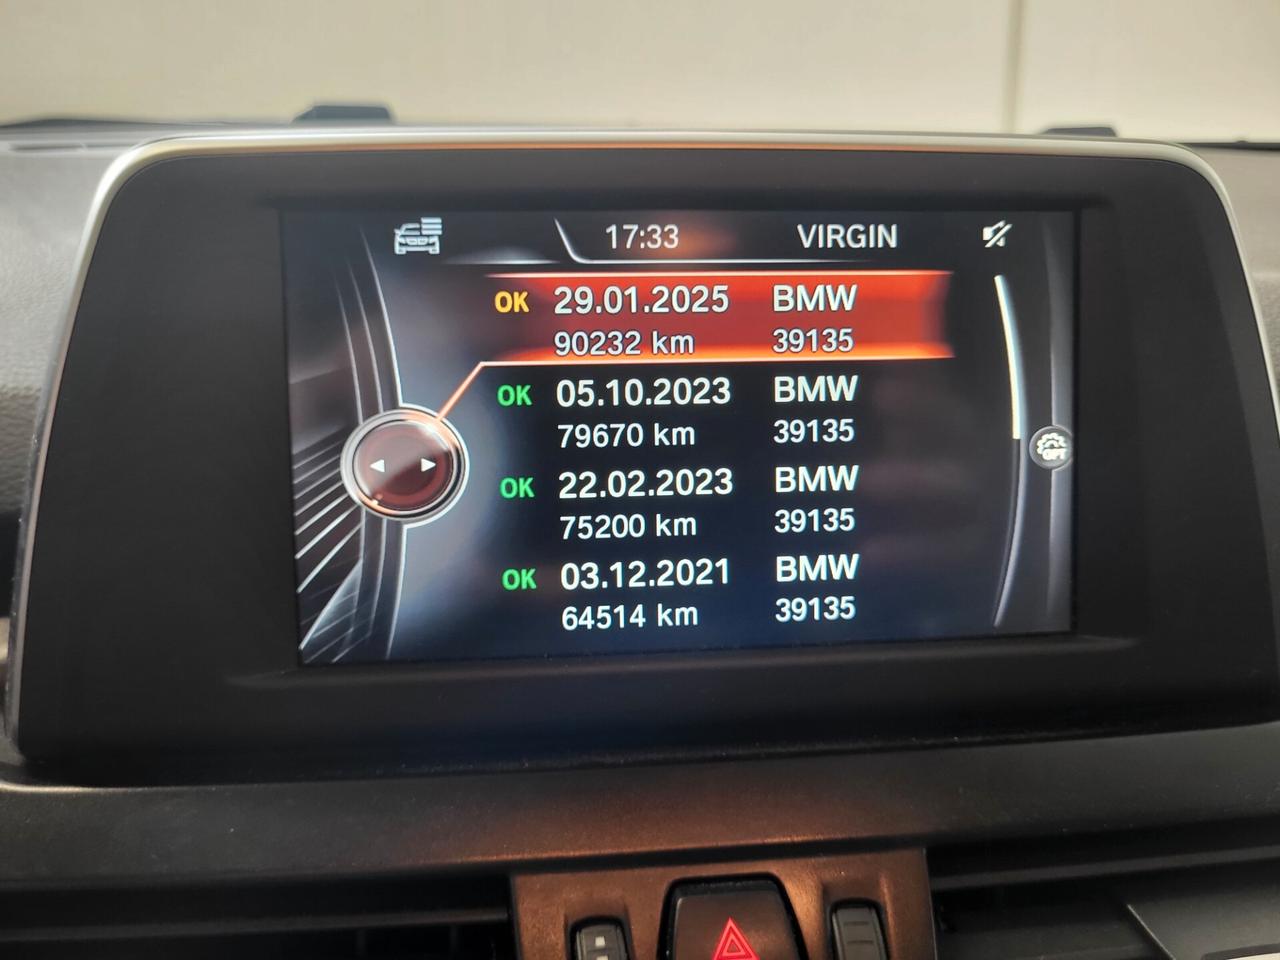 17:33 VIRGIN
OK 29.01.2025 BMW
90232 km 39135
OK 05.10.2023 BMW
79670 km 39135
OK 22.02.2023 BMW
75200 km 39135
OK 03.12.2021 BMW
64514 km 39135
OPT